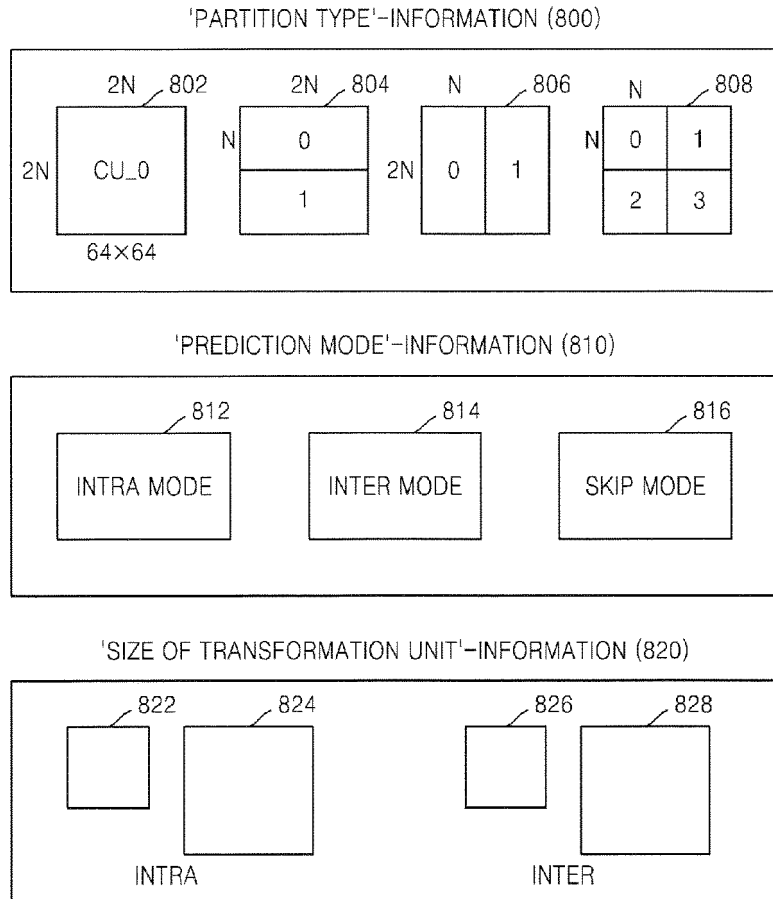 'PARTITION TYPE'-INFORMATION (800)
2N 802 2N 804 N 806 N 808
2N CU_0 N 0 2N 0 1 N 0 1
1 2 3
64×64
'PREDICTION MODE'-INFORMATION (810)
812 814 816
INTRA MODE INTER MODE SKIP MODE
'SIZE OF TRANSFORMATION UNIT'-INFORMATION (820)
822 824 826 828
INTRA INTER